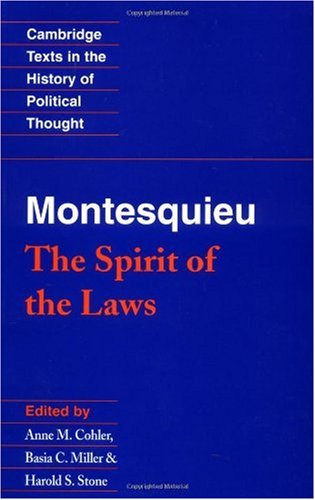 Cambridge
Texts in the
History of
Political
Thought
Montesquieu
The Spirit of
the Laws
Edited by
Anne M. Cohler,
Basia C. Miller &
Harold S. Stone